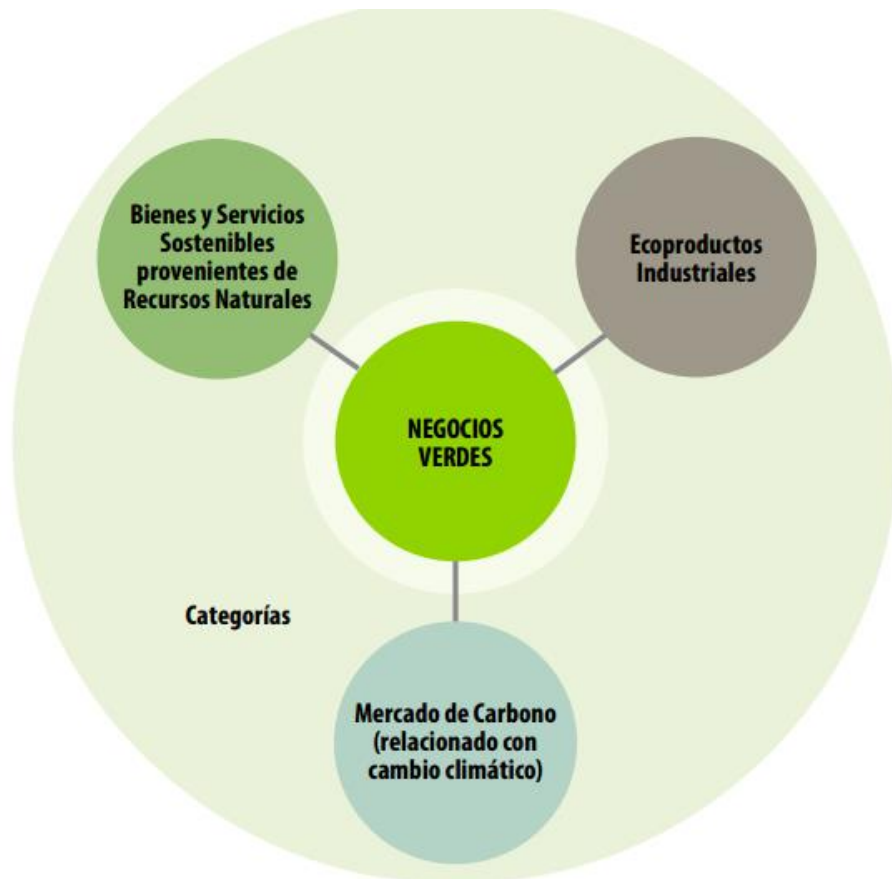 Bienes y Servicios
Sostenibles
provenientes de
Recursos Naturales
Ecoproductos
Industriales
NEGOCIOS
VERDES
Categorías
Mercado de Carbono
(relacionado con
cambio climático)